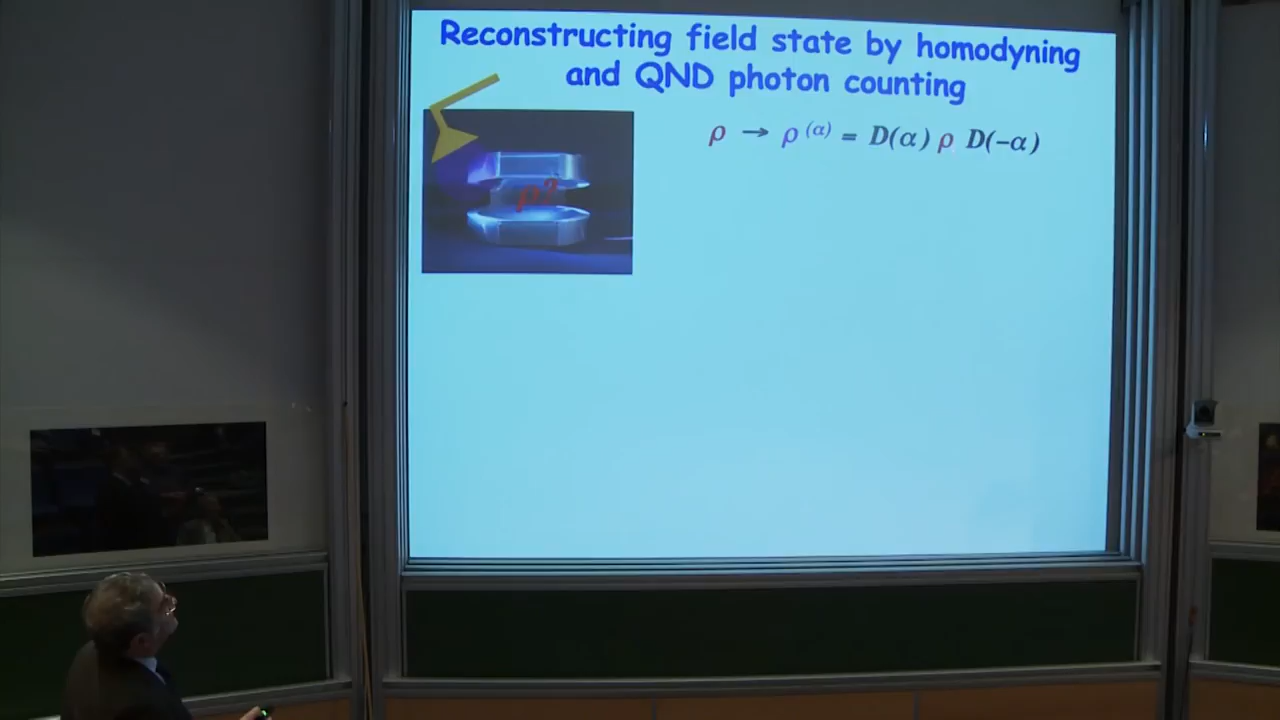 Reconstructing field state by homodyning
and QND photon counting
ρ → ρ^(α) = D(α) ρ D(-α)
ρ?